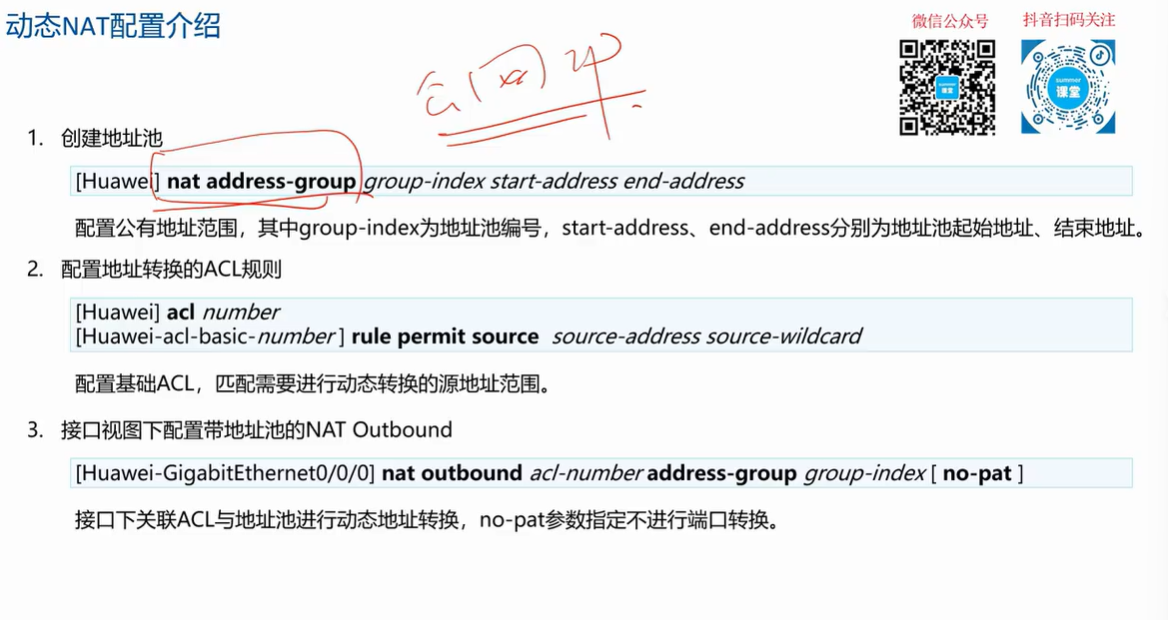 动态NAT配置介绍
微信公众号
抖音扫码关注
summer
课堂
summer
课堂
1. 创建地址池
[Huawei] nat address-group group-index start-address end-address
配置公有地址范围，其中group-index为地址池编号，start-address、end-address分别为地址池起始地址、结束地址。
2. 配置地址转换的ACL规则
[Huawei] acl number
[Huawei-acl-basic-number ] rule permit source source-address source-wildcard
配置基础ACL，匹配需要进行动态转换的源地址范围。
3. 接口视图下配置带地址池的NAT Outbound
[Huawei-GigabitEthernet0/0/0] nat outbound acl-number address-group group-index [ no-pat ]
接口下关联ACL与地址池进行动态地址转换，no-pat参数指定不进行端口转换。